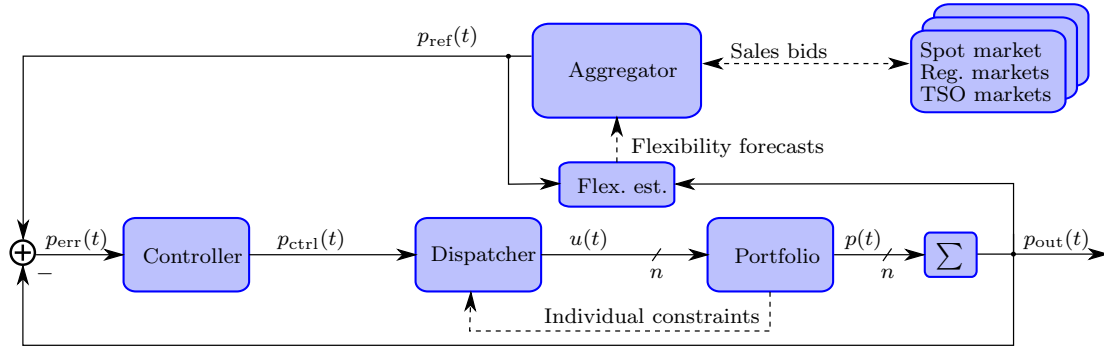 p_ref(t)
Aggregator
Sales bids
Spot market
Reg. markets
TSO markets
Flexibility forecasts
Flex. est.
p_err(t)
Controller
p_ctrl(t)
Dispatcher
u(t)
n
Portfolio
p(t)
n
∑
p_out(t)
+
−
Individual constraints